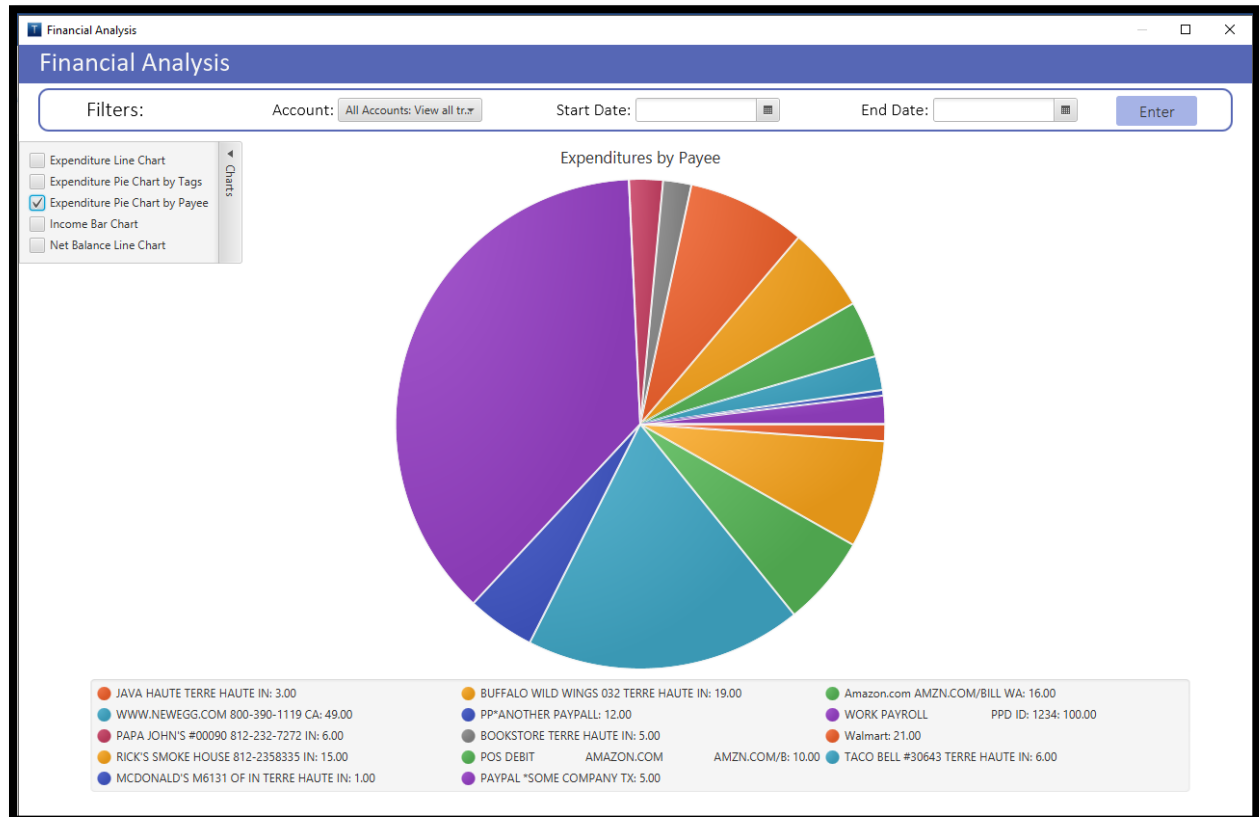 T Financial Analysis
Financial Analysis
Filters: Account: All Accounts: View all tr.. Start Date: End Date: Enter
Charts
Expenditure Line Chart
Expenditure Pie Chart by Tags
Expenditure Pie Chart by Payee
Income Bar Chart
Net Balance Line Chart
Expenditures by Payee
JAVA HAUTE TERRE HAUTE IN: 3.00 BUFFALO WILD WINGS 032 TERRE HAUTE IN: 19.00 Amazon.com AMZN.COM/BILL WA: 16.00
WWW.NEWEGG.COM 800-390-1119 CA: 49.00 PP*ANOTHER PAYPALL: 12.00 WORK PAYROLL PPD ID: 1234: 100.00
PAPA JOHN'S #00090 812-232-7272 IN: 6.00 BOOKSTORE TERRE HAUTE IN: 5.00 Walmart: 21.00
RICK'S SMOKE HOUSE 812-2358335 IN: 15.00 POS DEBIT AMAZON.COM AMZN.COM/B: 10.00 TACO BELL #30643 TERRE HAUTE IN: 6.00
MCDONALD'S M6131 OF IN TERRE HAUTE IN: 1.00 PAYPAL *SOME COMPANY TX: 5.00